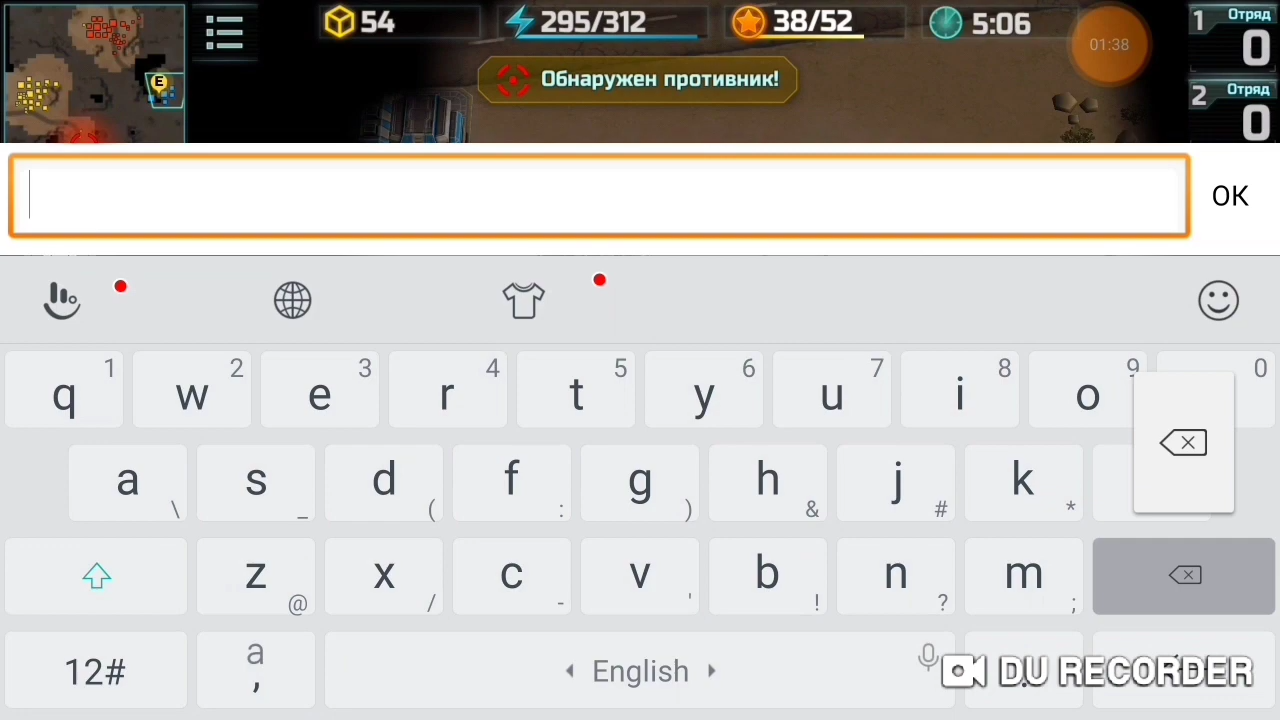 54
295/312
38/52
5:06
01:38
1 Отряд
0
2 Отряд
0
E
Обнаружен противник!
OK
1 2 3 4 5 6 7 8 9 0
q w e r t y u i o
a s d f g h j k
\ _ ( : ) & # *
z x c v b n m
@ / - ' ! ? ;
12# a , English
DU RECORDER